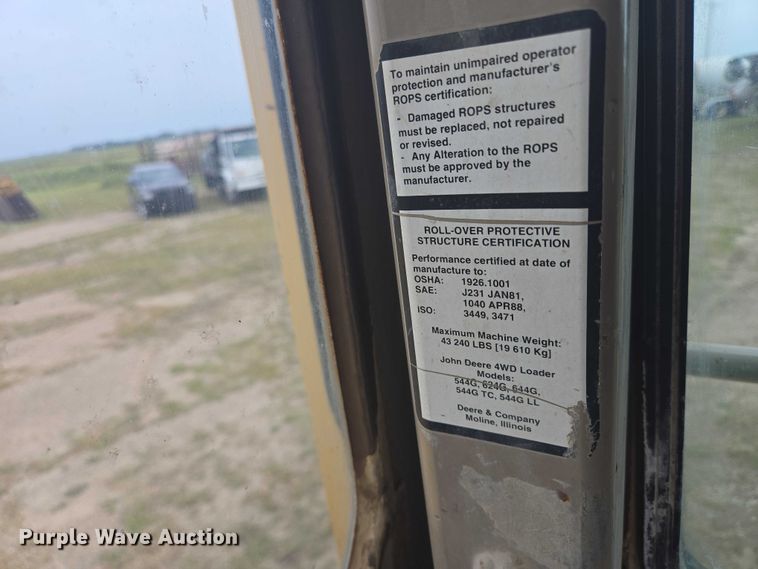 To maintain unimpaired operator
protection and manufacturer's
ROPS certification:
- Damaged ROPS structures
must be replaced, not repaired
or revised.
- Any Alteration to the ROPS
must be approved by the
manufacturer.
ROLL-OVER PROTECTIVE
STRUCTURE CERTIFICATION
Performance certified at date of
manufacture to:
OSHA: 1926.1001
SAE: J231 JAN81,
1040 APR88,
ISO: 3449, 3471
Maximum Machine Weight:
43 240 LBS [19 610 Kg]
John Deere 4WD Loader
Models:
544G, 624G, 644G,
544G TC, 544G LL
Deere & Company
Moline, Illinois
Purple Wave Auction